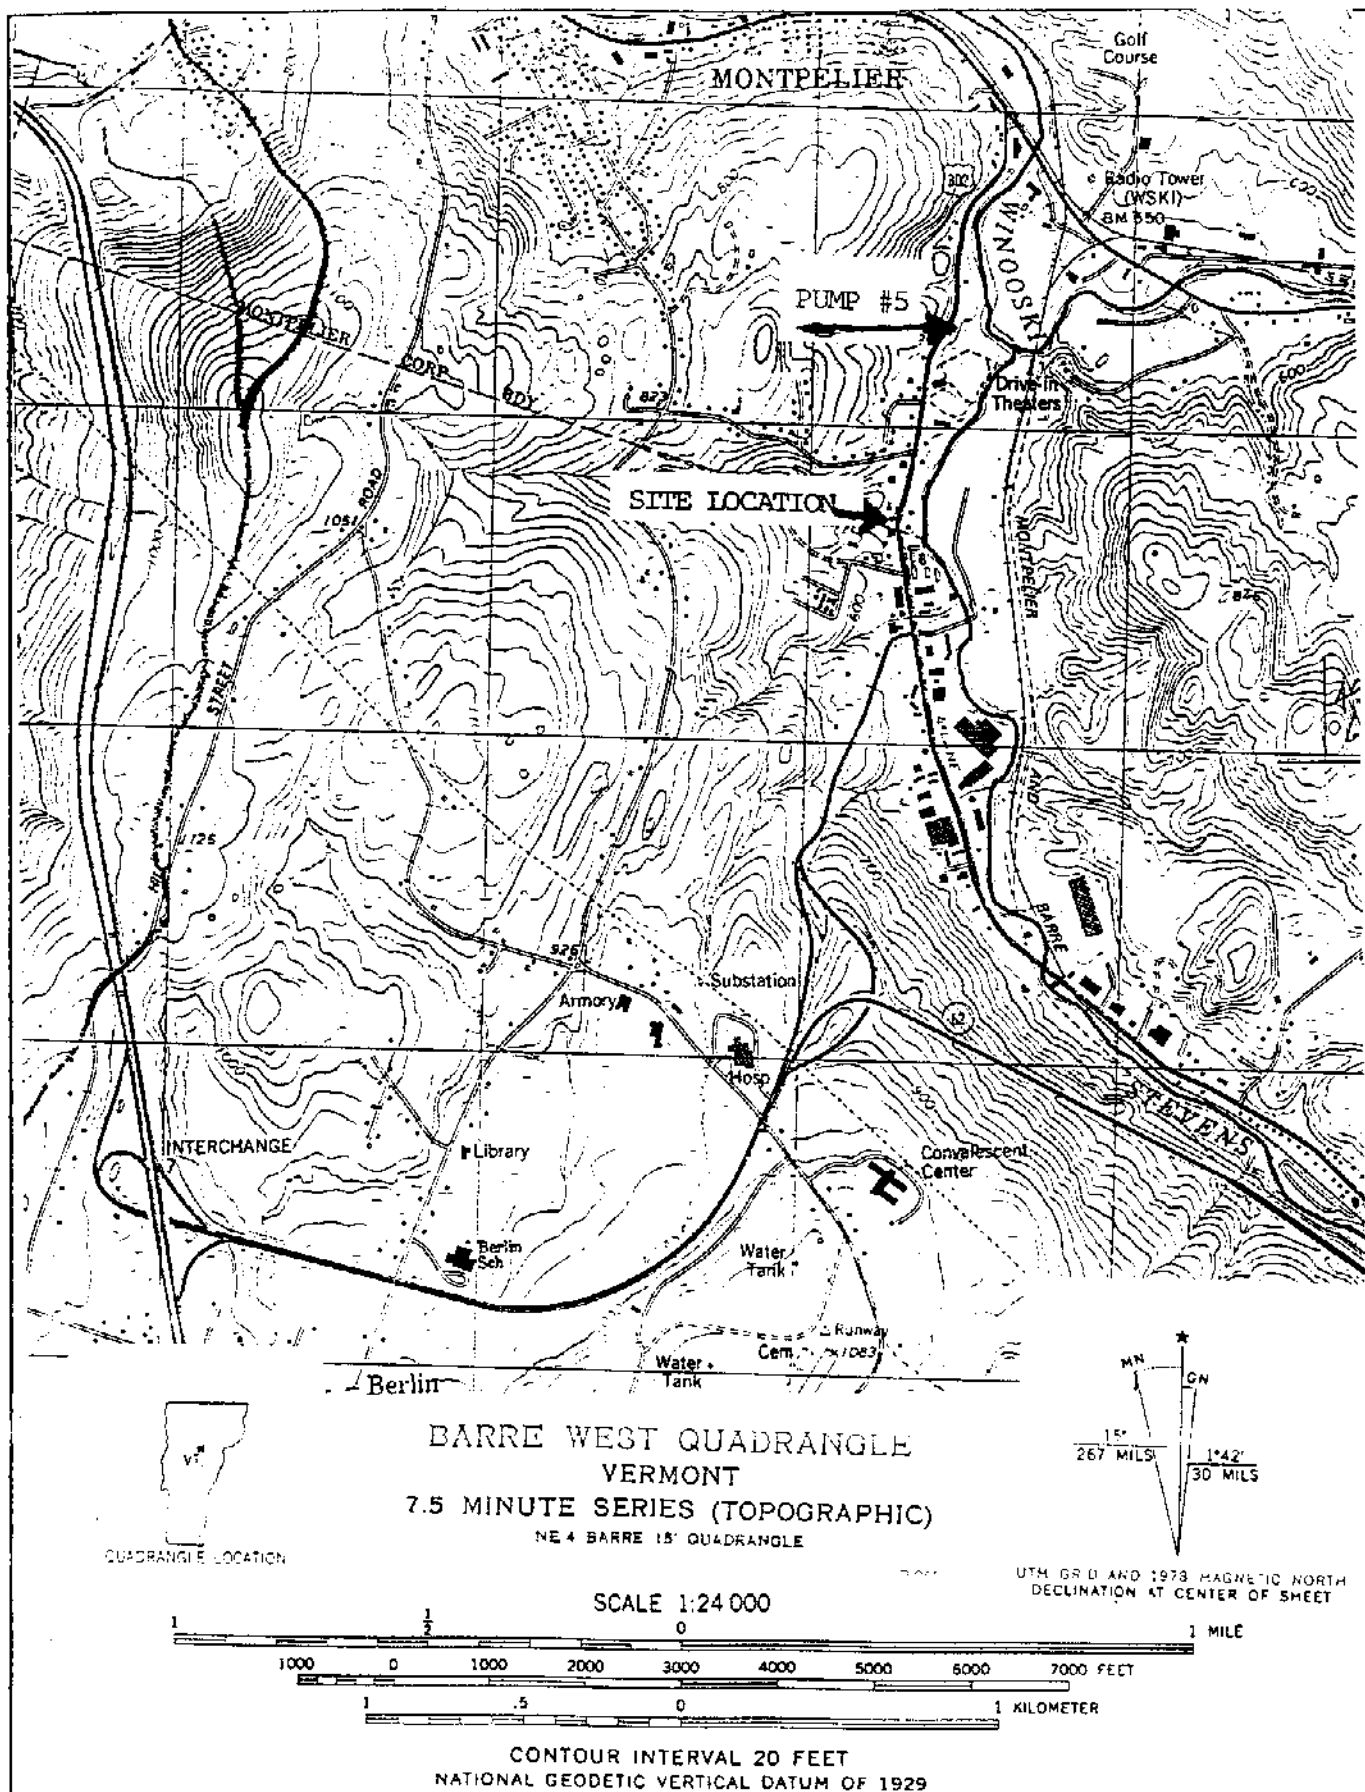 Golf
Course
MONTPELIER
302
Radio Tower
(WSKI)
BM 550
WINOOSKI
600
PUMP #5
MONTPELIER CORP BDY
Drive-in
Theaters
600
823
SITE LOCATION
1051
ROAD
MONTPELIER
600
STREET
AND
1125
HILL
BARRE
926
Substation
Armory
62
Hosp
STEVENS
INTERCHANGE
7
Library
Convalescent
Center
Berlin
Sch
Water
Tank
Runway
Cem
1083
Water
Tank
Berlin
MN
GN
BARRE WEST QUADRANGLE
VERMONT
7.5 MINUTE SERIES (TOPOGRAPHIC)
NE 4 BARRE 15' QUADRANGLE
15°
267 MILS
1°42'
30 MILS
VT
QUADRANGLE LOCATION
UTM GRID AND 1978 MAGNETIC NORTH
DECLINATION AT CENTER OF SHEET
SCALE 1:24 000
1 1/2 0 1 MILE
1000 0 1000 2000 3000 4000 5000 6000 7000 FEET
1 .5 0 1 KILOMETER
CONTOUR INTERVAL 20 FEET
NATIONAL GEODETIC VERTICAL DATUM OF 1929